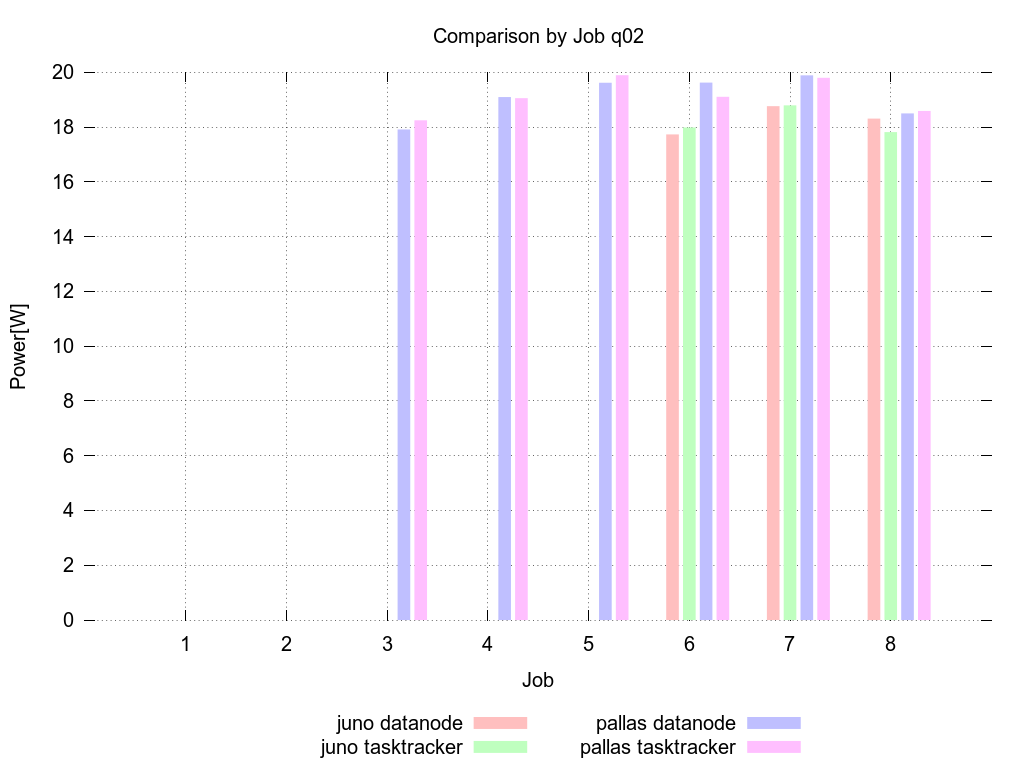 Comparison by Job q02
20
18
16
14
12
10
8
6
4
2
0
Power[W]
1 2 3 4 5 6 7 8
Job
juno datanode
juno tasktracker
pallas datanode
pallas tasktracker